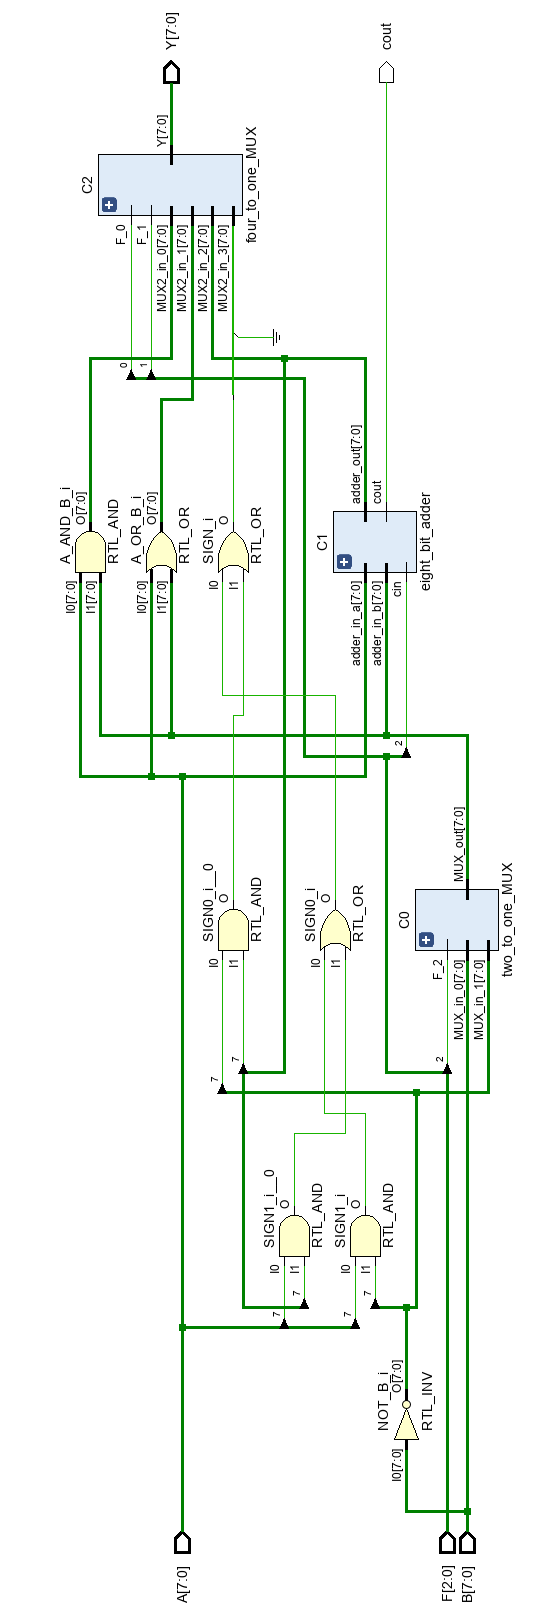 A[7:0]
F[2:0]
B[7:0]
NOT_B_i
I0[7:0]
O[7:0]
RTL_INV
SIGN1_i__0
I0
I1
O
RTL_AND
7
7
SIGN1_i
I0
I1
O
RTL_AND
7
7
SIGN0_i__0
I0
I1
O
RTL_AND
7
7
SIGN0_i
I0
I1
O
RTL_OR
C0
F_2
MUX_in_0[7:0]
MUX_in_1[7:0]
MUX_out[7:0]
two_to_one_MUX
2
A_AND_B_i
I0[7:0]
I1[7:0]
O[7:0]
RTL_AND
A_OR_B_i
I0[7:0]
I1[7:0]
O[7:0]
RTL_OR
SIGN_i
I0
I1
O
RTL_OR
C1
adder_in_a[7:0]
adder_in_b[7:0]
cin
adder_out[7:0]
cout
eight_bit_adder
2
C2
F_0
F_1
MUX2_in_0[7:0]
MUX2_in_1[7:0]
MUX2_in_2[7:0]
MUX2_in_3[7:0]
Y[7:0]
four_to_one_MUX
0
1
Y[7:0]
cout